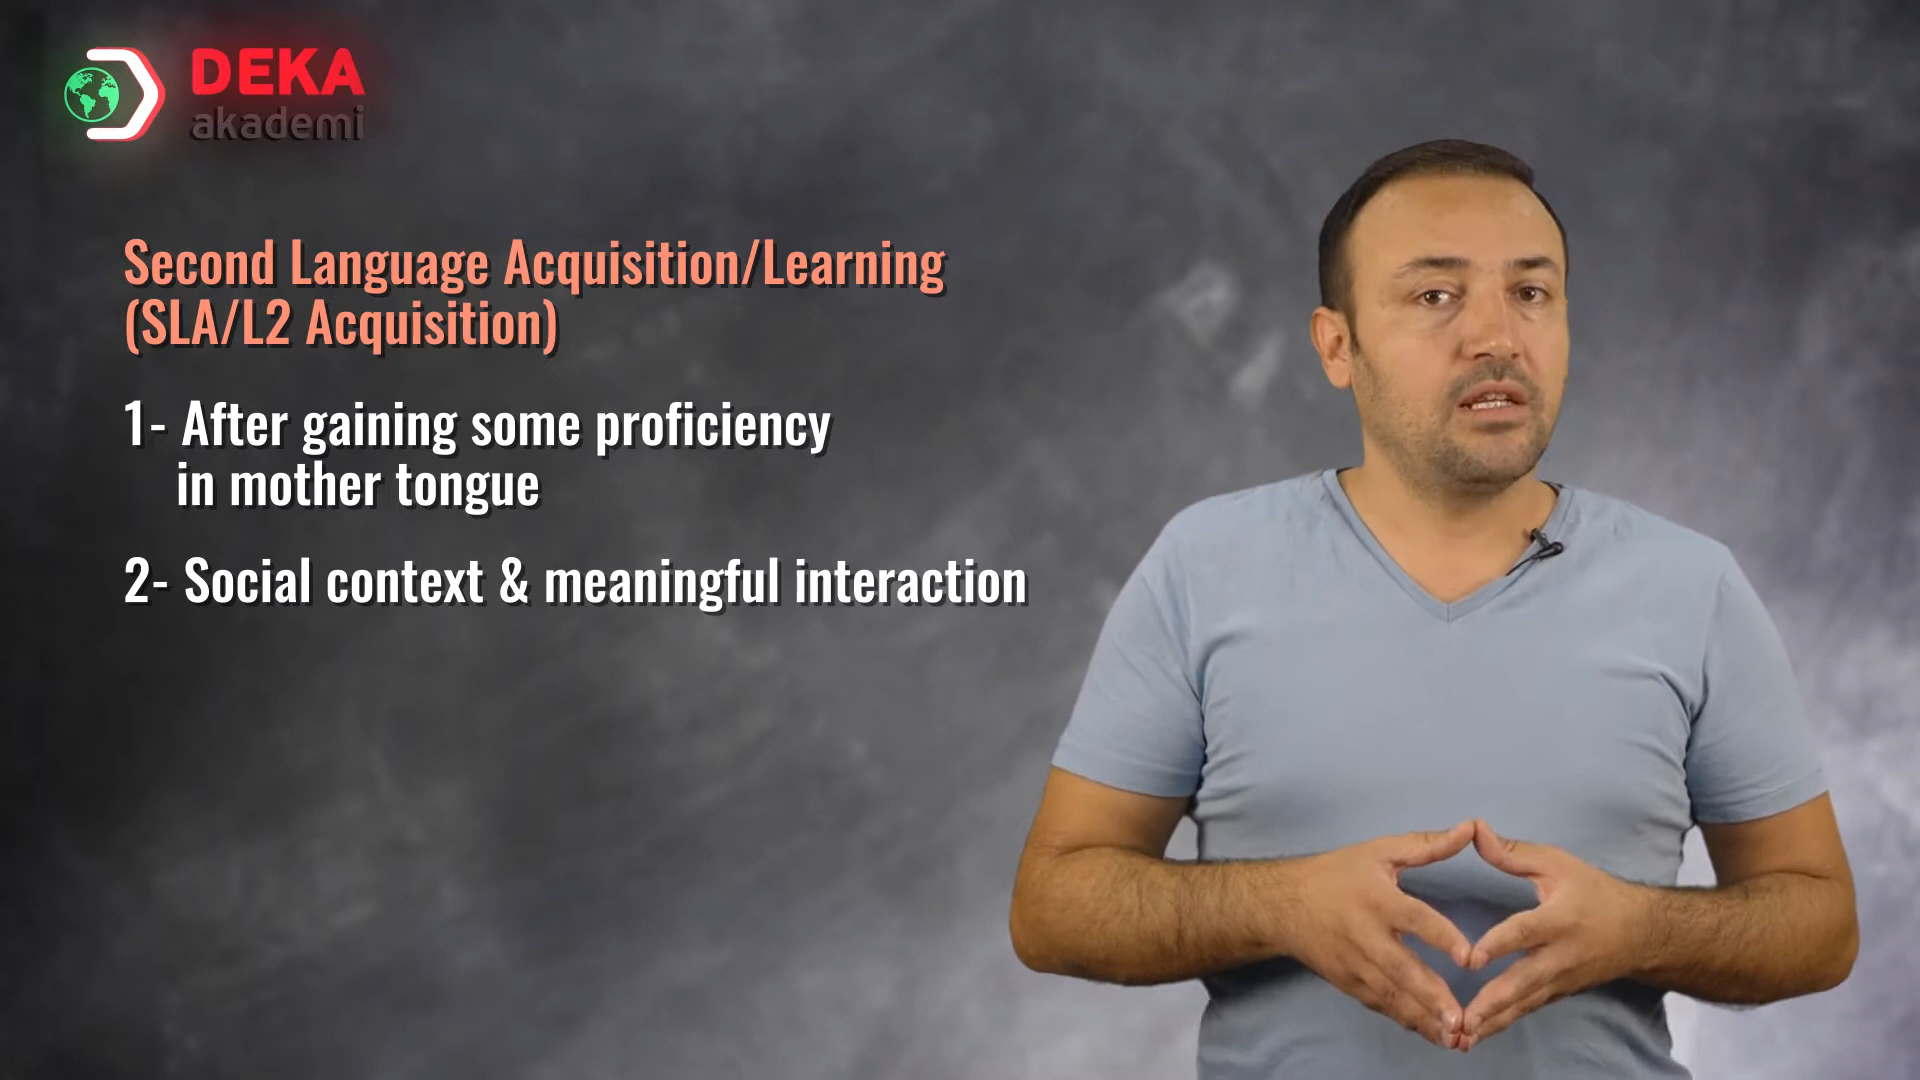 DEKA
akademi
Second Language Acquisition/Learning
(SLA/L2 Acquisition)
1- After gaining some proficiency
in mother tongue
2- Social context & meaningful interaction